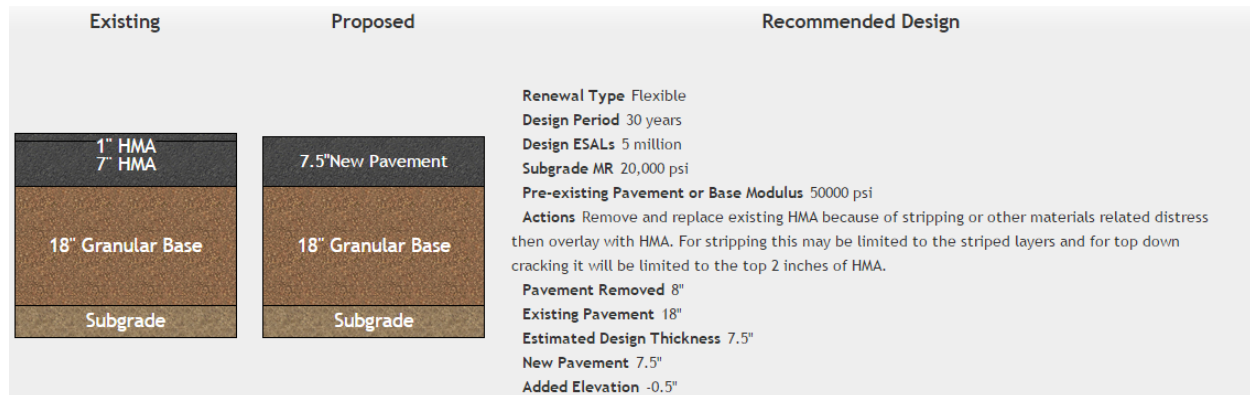 Existing
Proposed
Recommended Design
1" HMA
7" HMA
18" Granular Base
Subgrade
7.5"New Pavement
18" Granular Base
Subgrade
Renewal Type Flexible
Design Period 30 years
Design ESALs 5 million
Subgrade MR 20,000 psi
Pre-existing Pavement or Base Modulus 50000 psi
Actions Remove and replace existing HMA because of stripping or other materials related distress
then overlay with HMA. For stripping this may be limited to the striped layers and for top down
cracking it will be limited to the top 2 inches of HMA.
Pavement Removed 8"
Existing Pavement 18"
Estimated Design Thickness 7.5"
New Pavement 7.5"
Added Elevation -0.5"